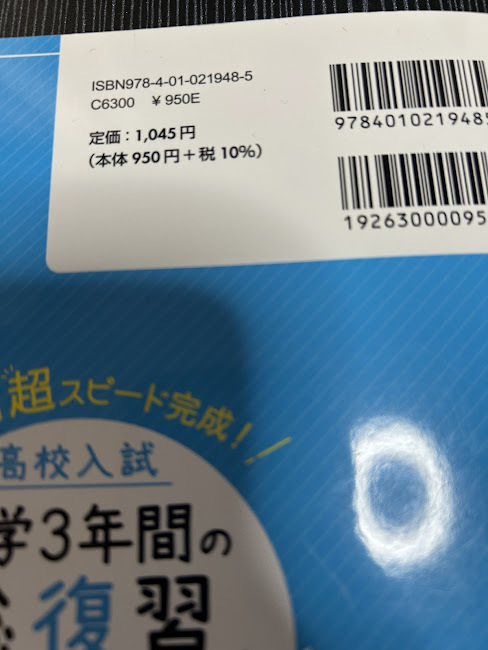 ISBN978-4-01-021948-5
C6300 ¥950E
定価：1,045円
（本体950円＋税10%）
978401021948
19263000095
超スピード完成！！
高校入試
学3年間の
復習